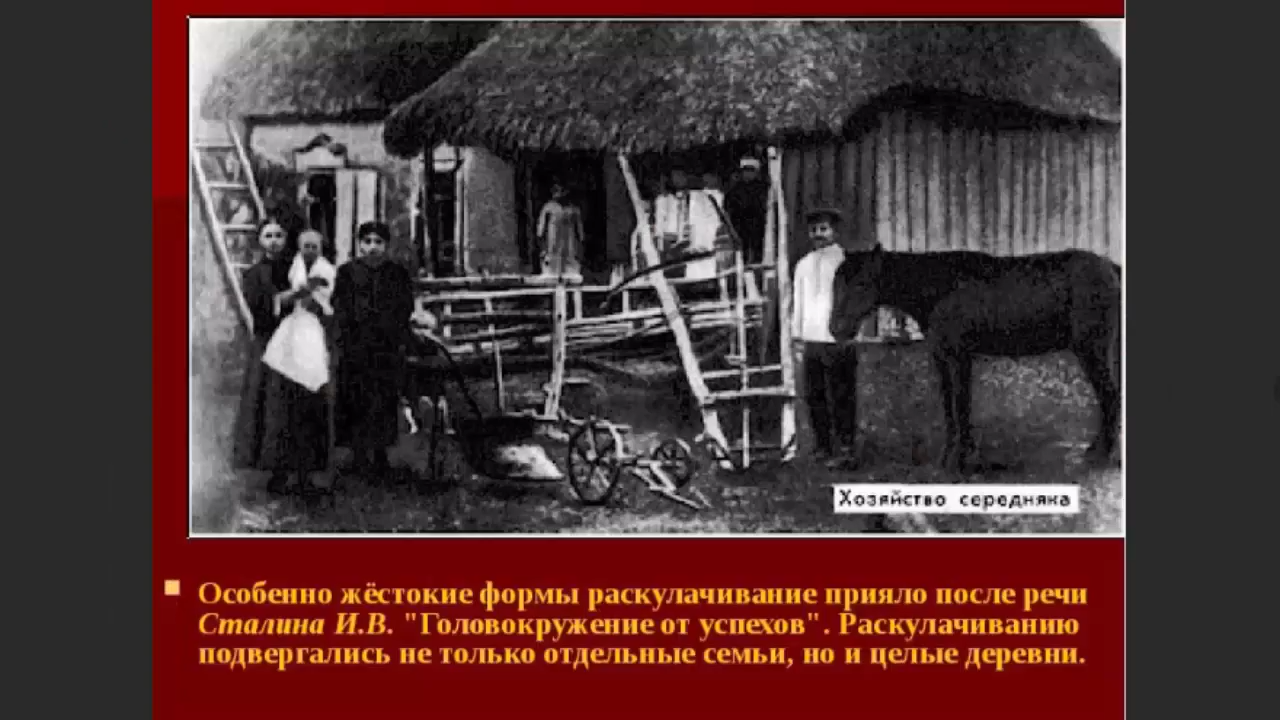 Хозяйство середняка
Особенно жёстокие формы раскулачивание прияло после речи
Сталина И.В. "Головокружение от успехов". Раскулачиванию
подвергались не только отдельные семьи, но и целые деревни.